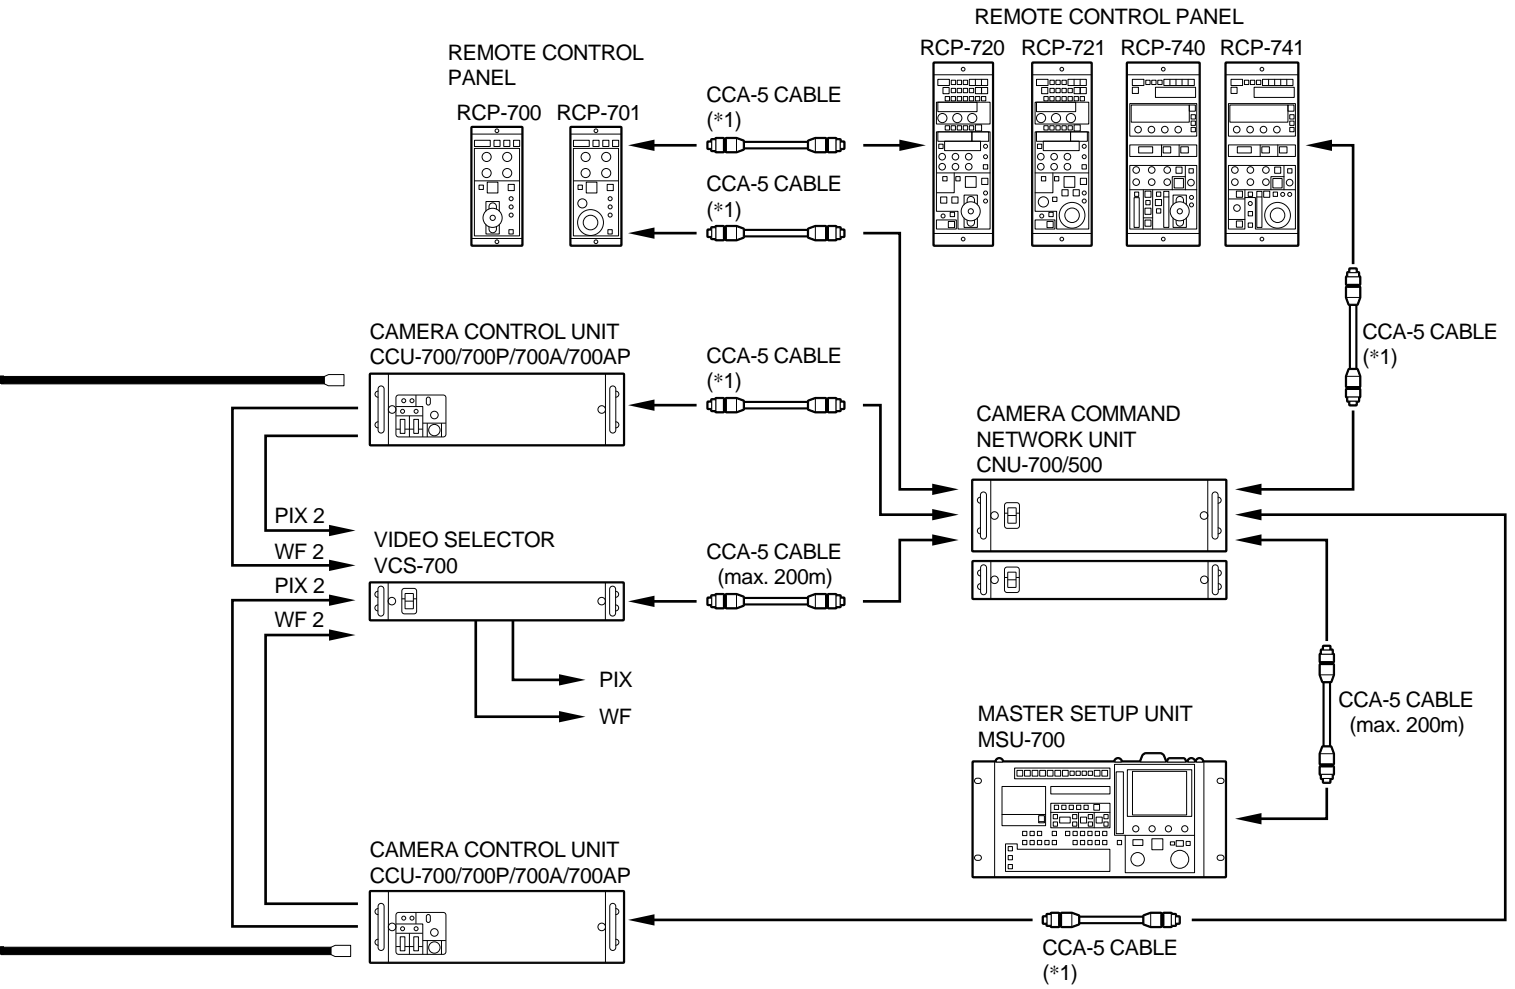 REMOTE CONTROL PANEL
RCP-720 RCP-721 RCP-740 RCP-741
REMOTE CONTROL
PANEL
RCP-700 RCP-701
CCA-5 CABLE
(*1)
CCA-5 CABLE
(*1)
CAMERA CONTROL UNIT
CCU-700/700P/700A/700AP
CCA-5 CABLE
(*1)
CCA-5 CABLE
(*1)
CAMERA COMMAND
NETWORK UNIT
CNU-700/500
PIX 2
WF 2
PIX 2
WF 2
VIDEO SELECTOR
VCS-700
CCA-5 CABLE
(max. 200m)
PIX
WF
MASTER SETUP UNIT
MSU-700
CCA-5 CABLE
(max. 200m)
CAMERA CONTROL UNIT
CCU-700/700P/700A/700AP
CCA-5 CABLE
(*1)